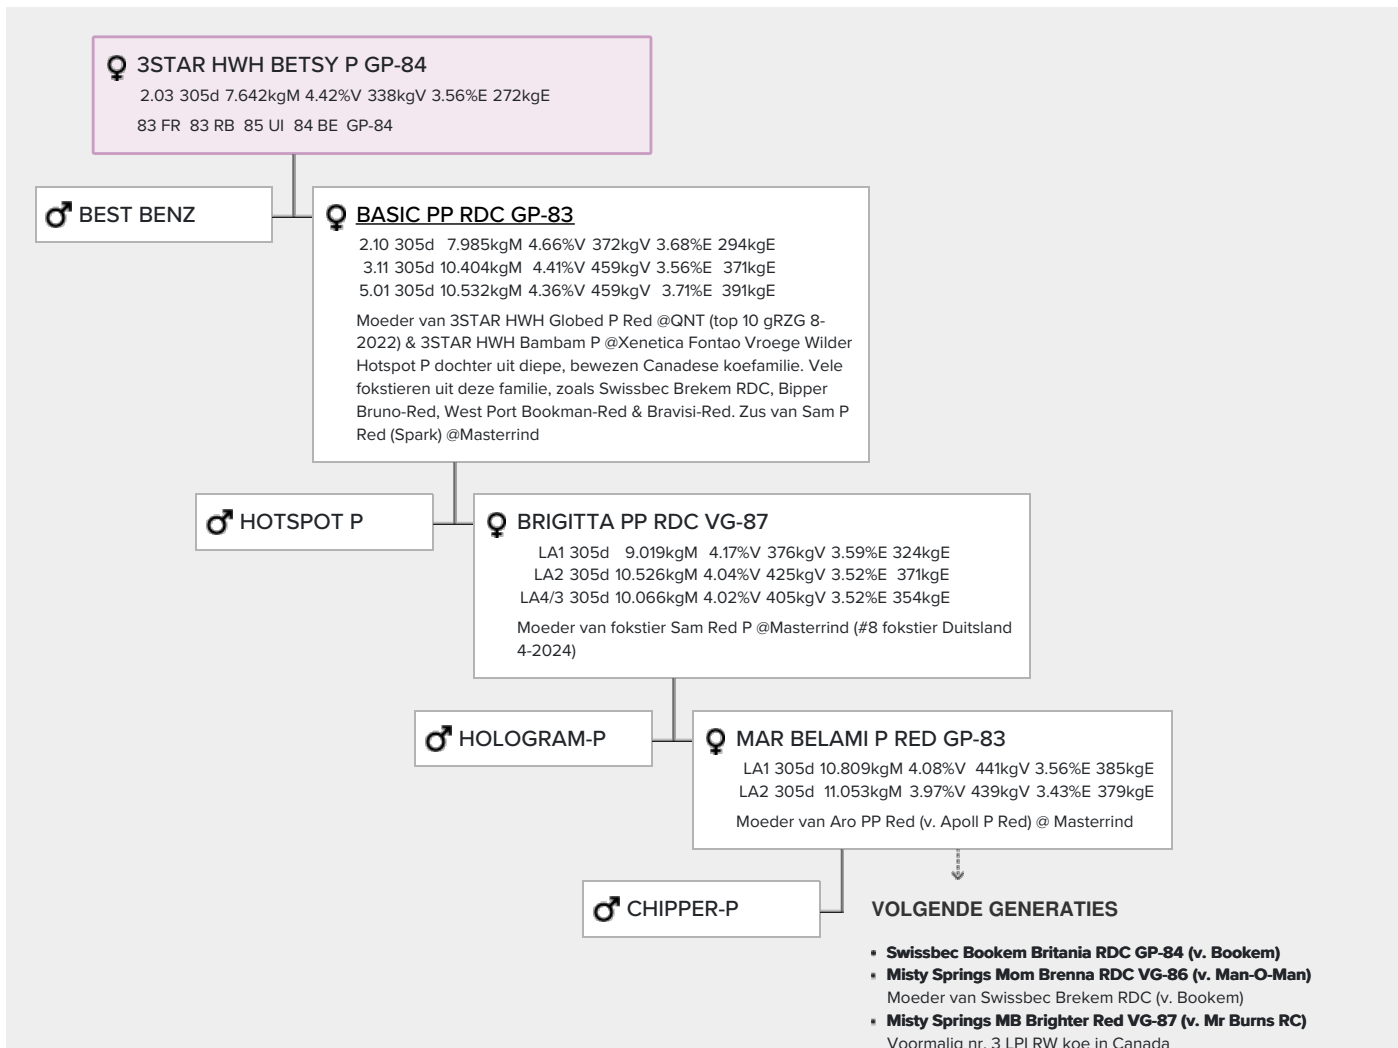 3STAR HWH BETSY P GP-84
2.03 305d 7.642kgM 4.42%V 338kgV 3.56%E 272kgE
83 FR 83 RB 85 UI 84 BE GP-84
BEST BENZ
BASIC PP RDC GP-83
2.10 305d 7.985kgM 4.66%V 372kgV 3.68%E 294kgE
3.11 305d 10.404kgM 4.41%V 459kgV 3.56%E 371kgE
5.01 305d 10.532kgM 4.36%V 459kgV 3.71%E 391kgE
Moeder van 3STAR HWH Globed P Red @QNT (top 10 gRZG 8-
2022) & 3STAR HWH Bambam P @Xenetica Fontao Vroege Wilder
Hotspot P dochter uit diepe, bewezen Canadese koefamilie. Vele
fokstieren uit deze familie, zoals Swissbec Brekem RDC, Bipper
Bruno-Red, West Port Bookman-Red & Bravisi-Red. Zus van Sam P
Red (Spark) @Masterrind
HOTSPOT P
BRIGITTA PP RDC VG-87
LA1 305d 9.019kgM 4.17%V 376kgV 3.59%E 324kgE
LA2 305d 10.526kgM 4.04%V 425kgV 3.52%E 371kgE
LA4/3 305d 10.066kgM 4.02%V 405kgV 3.52%E 354kgE
Moeder van fokstier Sam Red P @Masterrind (#8 fokstier Duitsland
4-2024)
HOLOGRAM-P
MAR BELAMI P RED GP-83
LA1 305d 10.809kgM 4.08%V 441kgV 3.56%E 385kgE
LA2 305d 11.053kgM 3.97%V 439kgV 3.43%E 379kgE
Moeder van Aro PP Red (v. Apoll P Red) @ Masterrind
CHIPPER-P
VOLGENDE GENERATIES
• Swissbec Bookem Britania RDC GP-84 (v. Bookem)
• Misty Springs Mom Brenna RDC VG-86 (v. Man-O-Man)
Moeder van Swissbec Brekem RDC (v. Bookem)
• Misty Springs MB Brighter Red VG-87 (v. Mr Burns RC)
Voormalig nr. 3 LPI RW koe in Canada